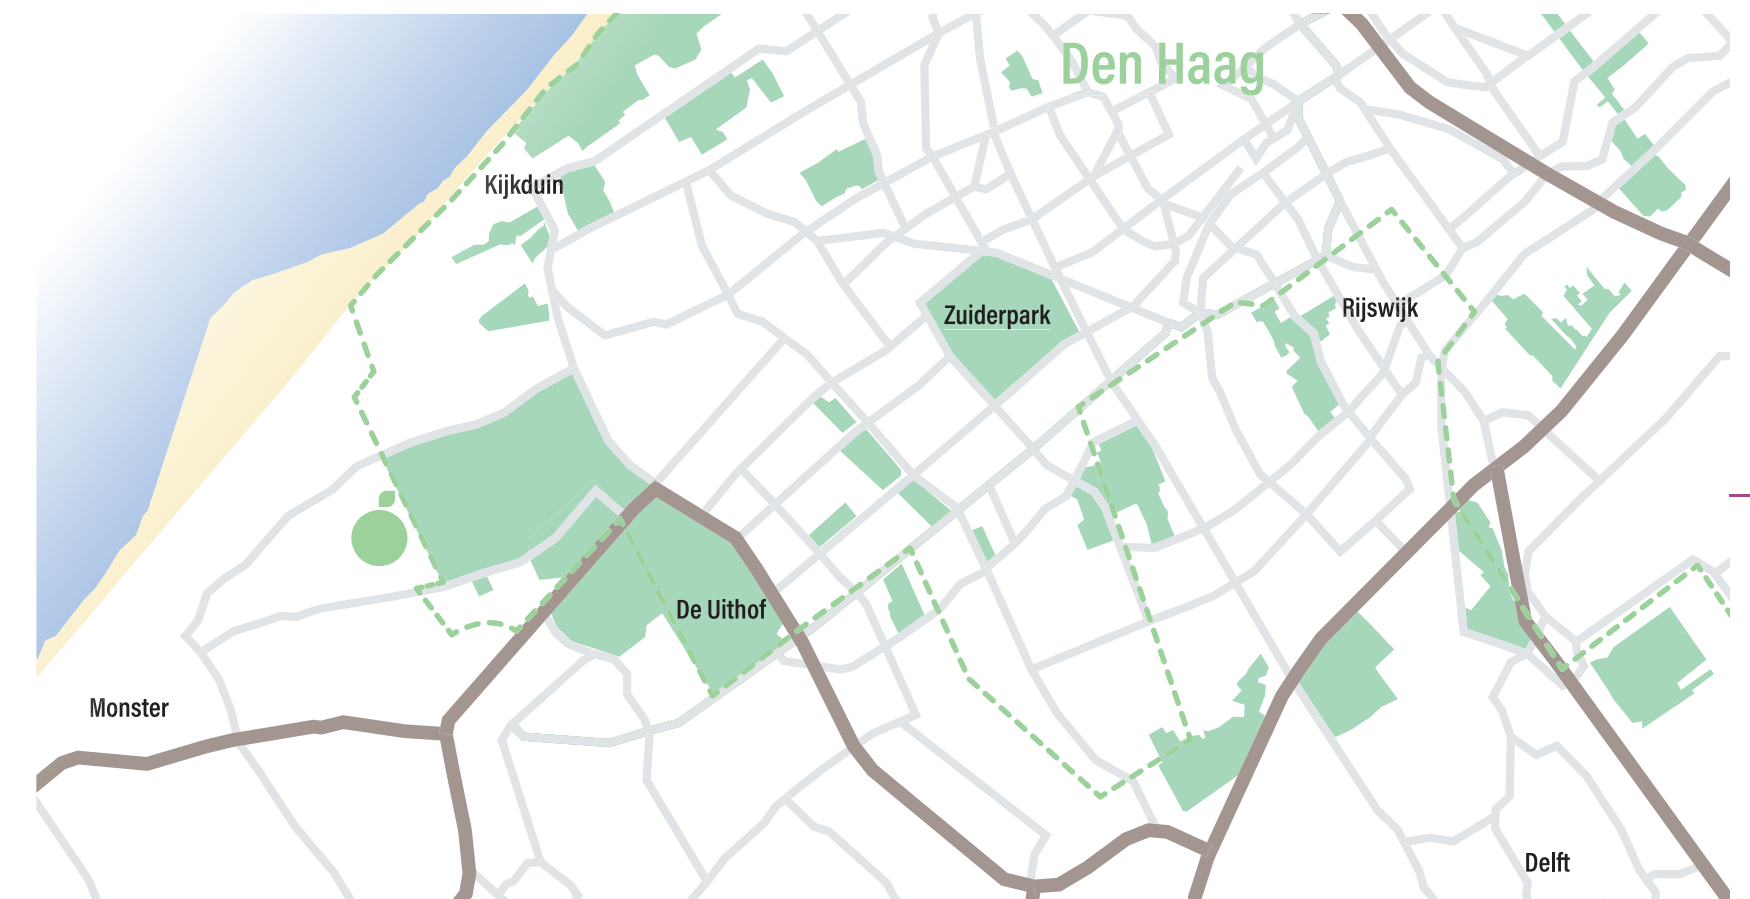 Den Haag
Kijkduin
Zuiderpark
Rijswijk
De Uithof
Monster
Delft